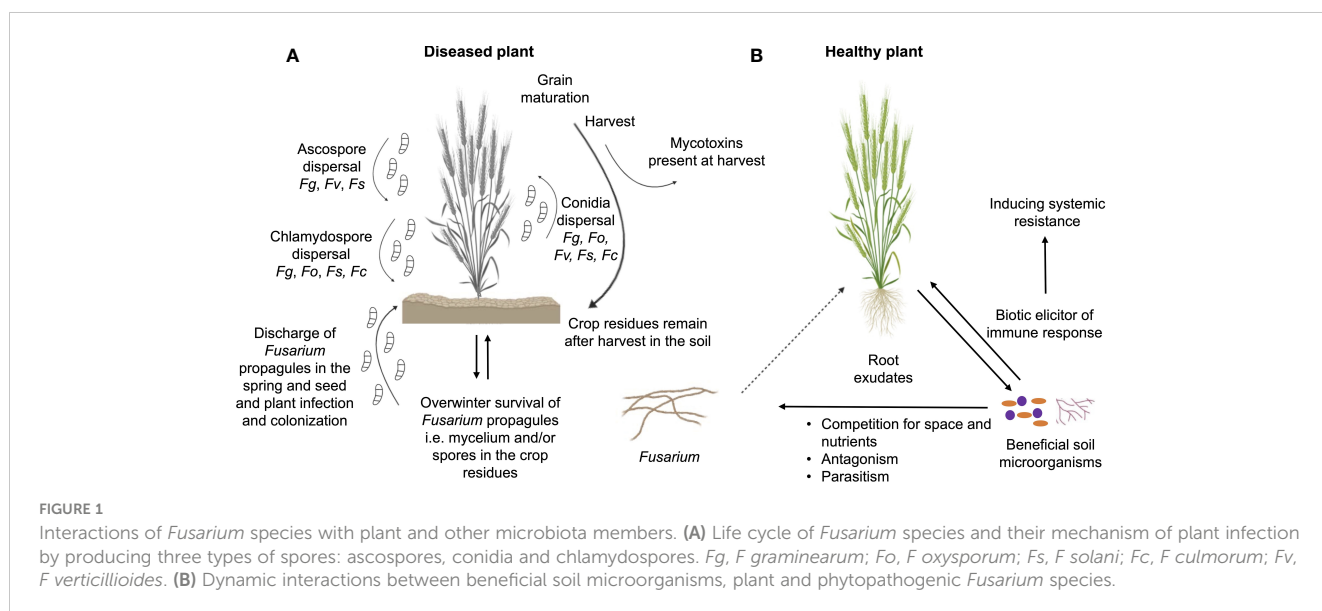 A
Diseased plant
Grain
maturation
Harvest
Mycotoxins
present at harvest
Ascospore
dispersal
Fg, Fv, Fs
Conidia
dispersal
Fg, Fo,
Fv, Fs, Fc
Chlamydospore
dispersal
Fg, Fo, Fs, Fc
Discharge of
Fusarium
propagules in the
spring and seed
and plant infection
and colonization
Crop residues remain
after harvest in the soil
Overwinter survival of
Fusarium propagules
i.e. mycelium and/or
spores in the crop
residues
B
Healthy plant
Inducing systemic
resistance
Biotic elicitor of
immune response
Root
exudates
Fusarium
• Competition for space and
nutrients
• Antagonism
• Parasitism
Beneficial soil
microorganisms
FIGURE 1
Interactions of Fusarium species with plant and other microbiota members. (A) Life cycle of Fusarium species and their mechanism of plant infection
by producing three types of spores: ascospores, conidia and chlamydospores. Fg, F graminearum; Fo, F oxysporum; Fs, F solani; Fc, F culmorum; Fv,
F verticillioides. (B) Dynamic interactions between beneficial soil microorganisms, plant and phytopathogenic Fusarium species.